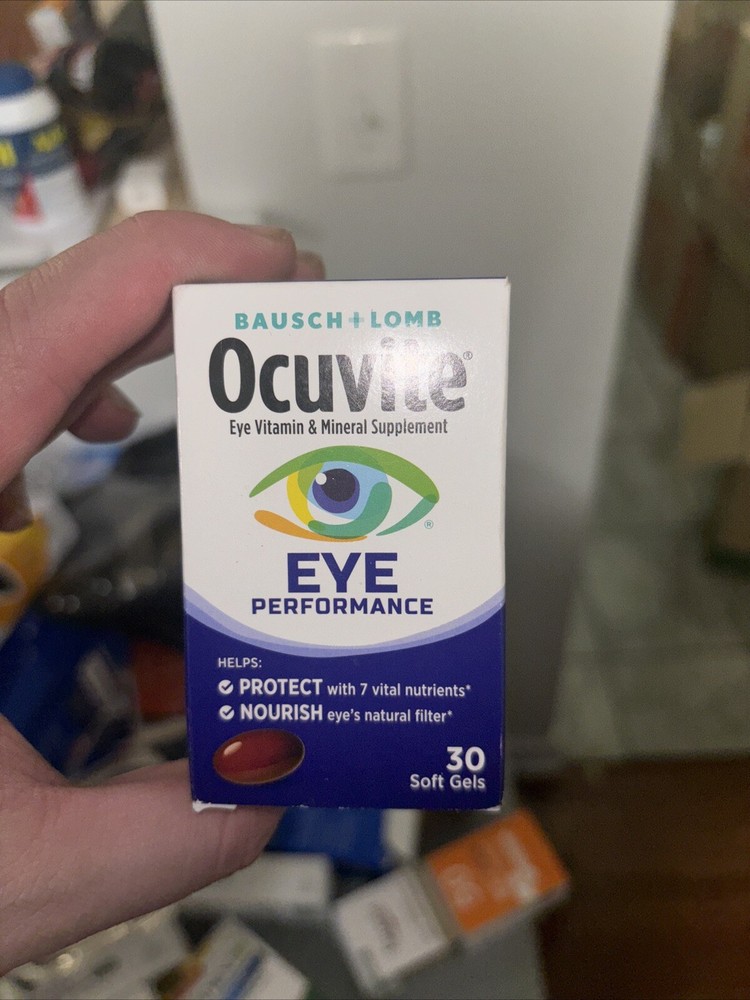 BAUSCH + LOMB
Ocuvite®
Eye Vitamin & Mineral Supplement
®
EYE
PERFORMANCE
HELPS:
PROTECT with 7 vital nutrients*
NOURISH eye's natural filter*
30
Soft Gels